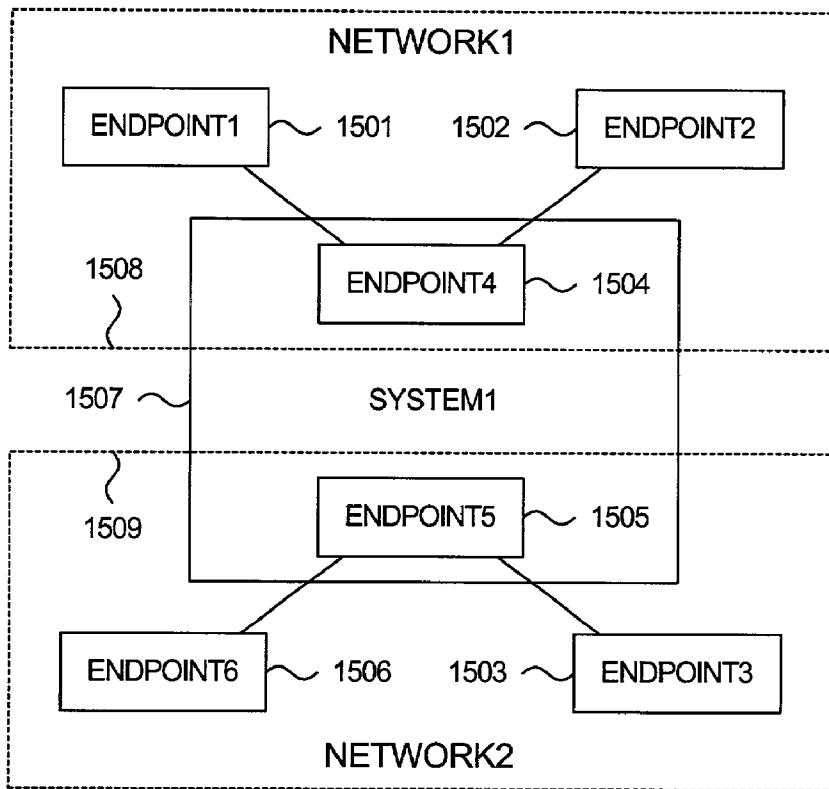 NETWORK1
ENDPOINT1 1501 1502 ENDPOINT2
1508 ENDPOINT4 1504
1507 SYSTEM1
1509 ENDPOINT5 1505
ENDPOINT6 1506 1503 ENDPOINT3
NETWORK2